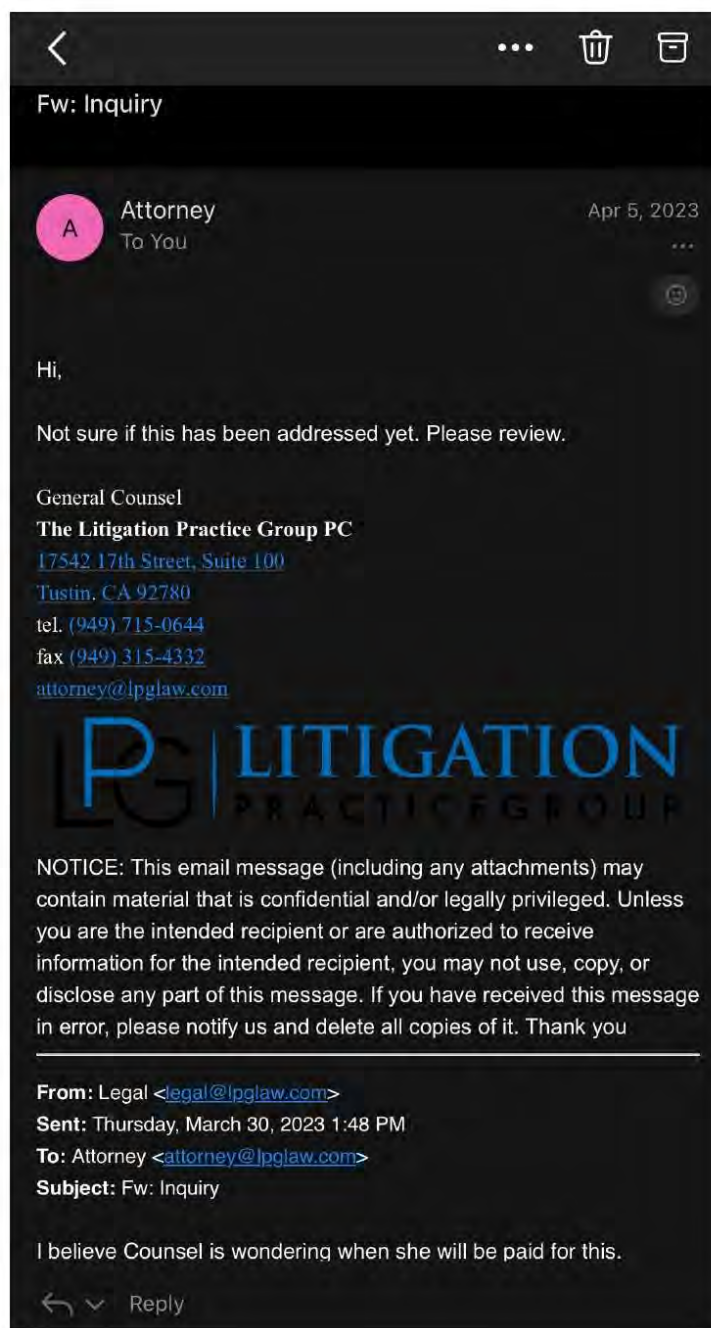 Fw: Inquiry
A
Attorney
Apr 5, 2023
To You
Hi,
Not sure if this has been addressed yet. Please review.
General Counsel
The Litigation Practice Group PC
17542 17th Street, Suite 100
Tustin, CA 92780
tel. (949) 715-0644
fax (949) 315-4332
attorney@lpglaw.com
LPG | LITIGATION
PRACTICE GROUP
NOTICE: This email message (including any attachments) may
contain material that is confidential and/or legally privileged. Unless
you are the intended recipient or are authorized to receive
information for the intended recipient, you may not use, copy, or
disclose any part of this message. If you have received this message
in error, please notify us and delete all copies of it. Thank you
From: Legal <legal@lpglaw.com>
Sent: Thursday, March 30, 2023 1:48 PM
To: Attorney <attorney@lpglaw.com>
Subject: Fw: Inquiry
I believe Counsel is wondering when she will be paid for this.
Reply